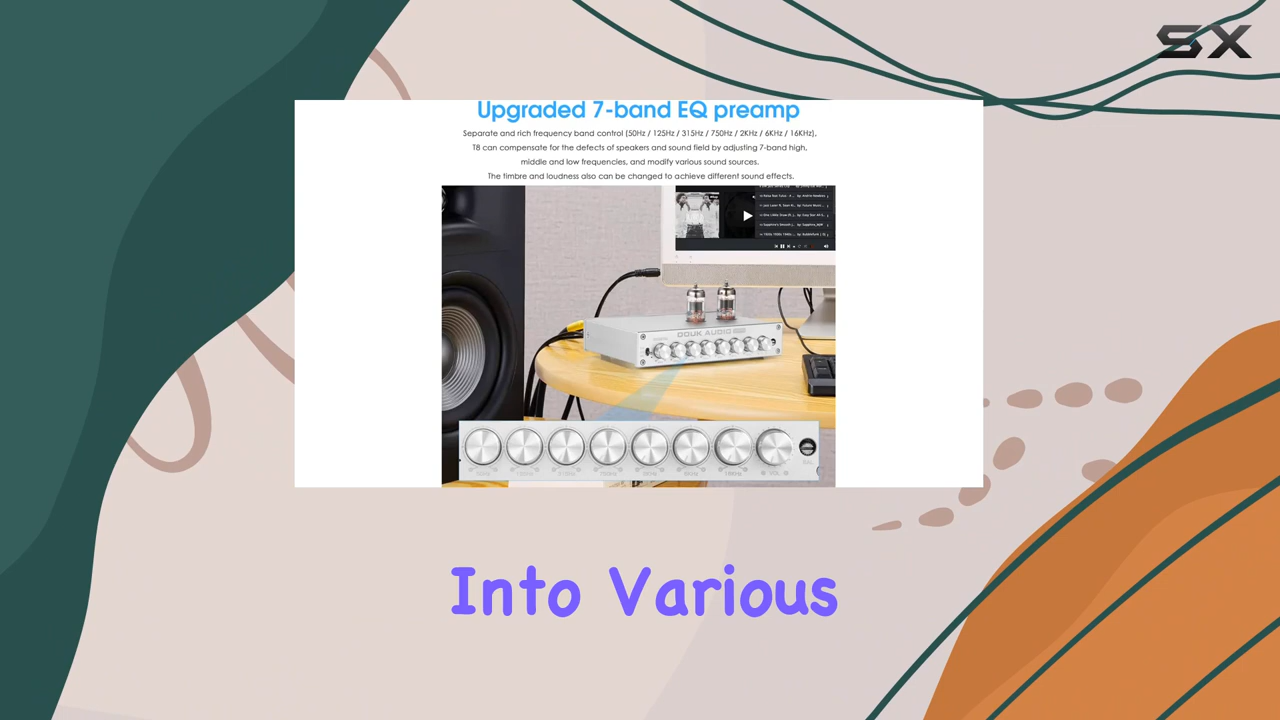 SX
Upgraded 7-band EQ preamp
Separate and rich frequency band control (50Hz / 125Hz / 315Hz / 750Hz / 2KHz / 6KHz / 16KHz),
T8 can compensate for the defects of speakers and sound field by adjusting 7-band high,
middle and low frequencies, and modify various sound sources.
The timbre and loudness also can be changed to achieve different sound effects.
DOUK AUDIO
VOL
Into Various